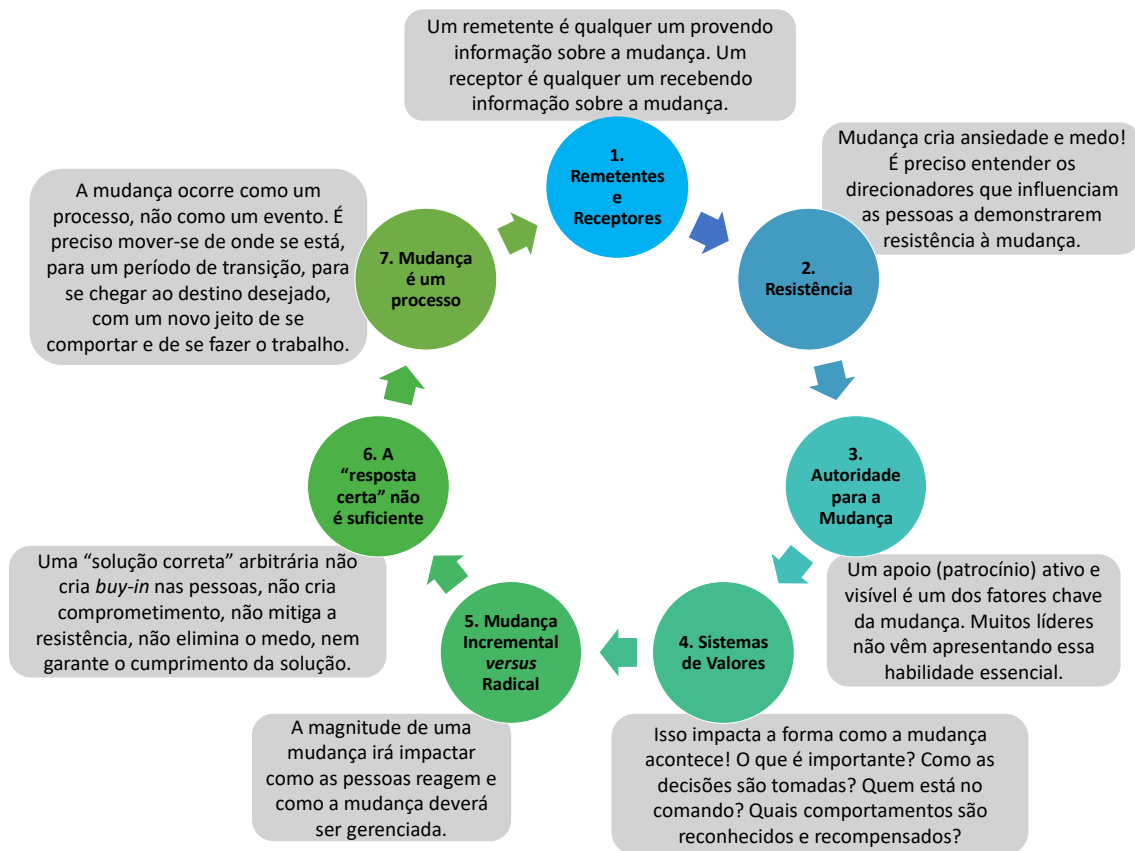 Um remetente é qualquer um provendo
informação sobre a mudança. Um
receptor é qualquer um recebendo
informação sobre a mudança.
1.
Remetentes
e
Receptores
Mudança cria ansiedade e medo!
É preciso entender os
direcionadores que influenciam
as pessoas a demonstrarem
resistência à mudança.
2.
Resistência
3.
Autoridade
para a
Mudança
Um apoio (patrocínio) ativo e
visível é um dos fatores chave
da mudança. Muitos líderes
não vêm apresentando essa
habilidade essencial.
4. Sistemas
de Valores
Isso impacta a forma como a mudança
acontece! O que é importante? Como as
decisões são tomadas? Quem está no
comando? Quais comportamentos são
reconhecidos e recompensados?
5. Mudança
Incremental
versus
Radical
A magnitude de uma
mudança irá impactar
como as pessoas reagem e
como a mudança deverá
ser gerenciada.
6. A
“resposta
certa” não
é suficiente
Uma “solução correta” arbitrária não
cria buy-in nas pessoas, não cria
comprometimento, não mitiga a
resistência, não elimina o medo, nem
garante o cumprimento da solução.
7. Mudança
é um
processo
A mudança ocorre como um
processo, não como um evento. É
preciso mover-se de onde se está,
para um período de transição, para
se chegar ao destino desejado,
com um novo jeito de se
comportar e de se fazer o trabalho.